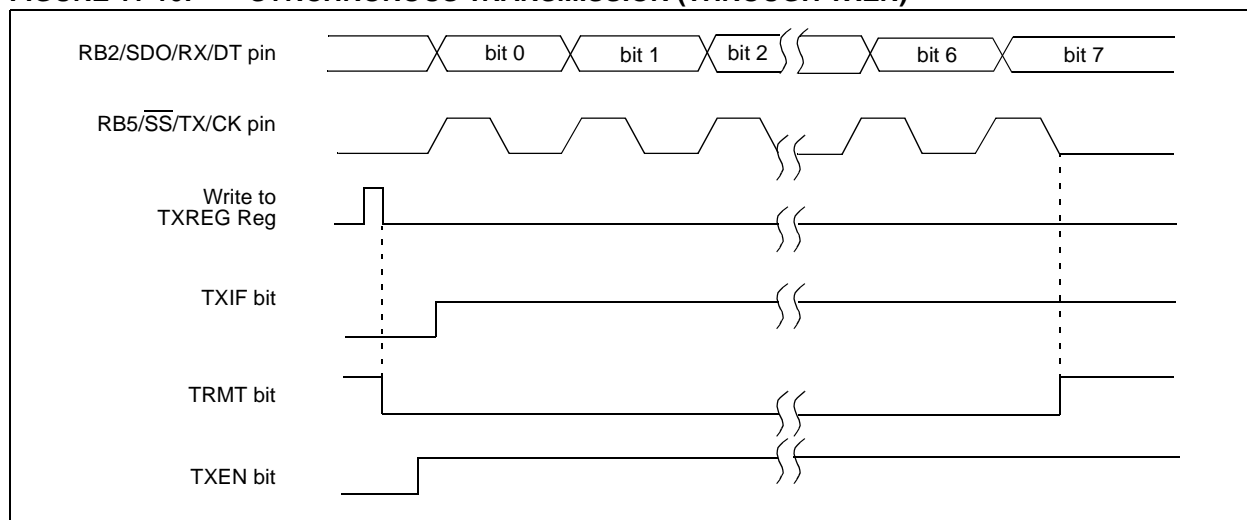 RB2/SDO/RX/DT pin
bit 0
bit 1
bit 2
bit 6
bit 7
RB5/SS/TX/CK pin
Write to
TXREG Reg
TXIF bit
TRMT bit
TXEN bit